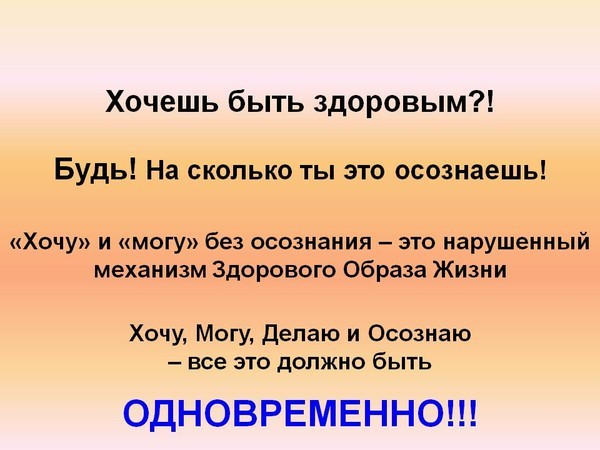 Хочешь быть здоровым?!
Будь! На сколько ты это осознаешь!
«Хочу» и «могу» без осознания – это нарушенный
механизм Здорового Образа Жизни
Хочу, Могу, Делаю и Осознаю
– все это должно быть
ОДНОВРЕМЕННО!!!